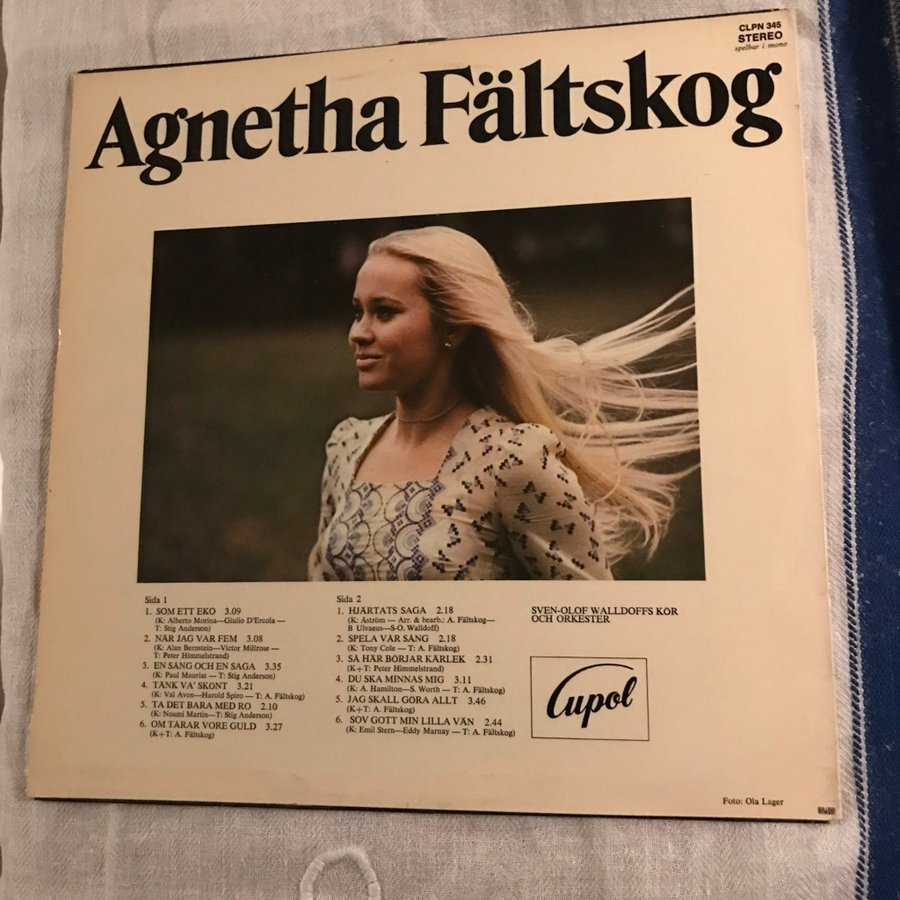 CLPN 345
STEREO
spelbar i mono
Agnetha Fältskog
Sida 1
1. SOM ETT EKO 3.09
(K: Alberto Morina—Giulio D'Ercola —
T: Stig Anderson)
2. NÄR JAG VAR FEM 3.08
(K: Alan Bernstein—Victor Millrose —
T: Peter Himmelstrand)
3. EN SÅNG OCH EN SAGA 3.35
(K: Paul Mauriat — T: Stig Anderson)
4. TÄNK VA' SKÖNT 3.21
(K: Val Avon—Harold Spiro — T: A. Fältskog)
5. TA DET BARA MED RO 2.10
(K: Noami Martin—T: Stig Anderson)
6. OM TÅRAR VORE GULD 3.27
(K+T: A. Fältskog)
Sida 2
1. HJÄRTATS SAGA 2.18
(K: Åström — Arr. & bearb.: A. Fältskog—
B Ulvaeus—S-O. Walldoff)
2. SPELA VÅR SÅNG 2.18
(K: Tony Cole — T: A. Fältskog)
3. SÅ HÄR BÖRJAR KÄRLEK 2.31
(K+T: Peter Himmelstrand)
4. DU SKA MINNAS MIG 3.11
(K: A. Hamilton—S. Worth — T: A. Fältskog)
5. JAG SKALL GÖRA ALLT 3.46
(K+T: A. Fältskog)
6. SOV GOTT MIN LILLA VÄN 2.44
(K: Emil Stern—Eddy Marnay — T: A. Fältskog)
SVEN-OLOF WALLDOFFS KÖR
OCH ORKESTER
Cupol
Foto: Ola Lager